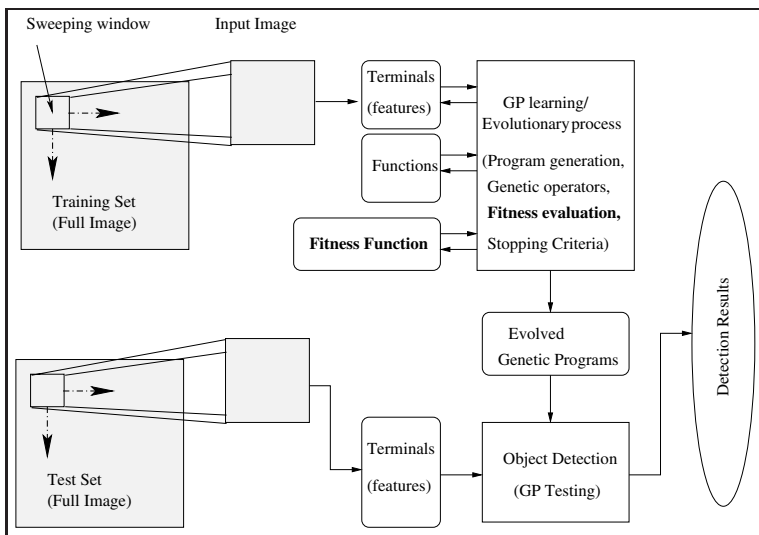 Sweeping window
Input Image
Training Set
(Full Image)
Terminals
(features)
Functions
Fitness Function
GP learning/
Evolutionary process
(Program generation,
Genetic operators,
Fitness evaluation,
Stopping Criteria)
Evolved
Genetic Programs
Test Set
(Full Image)
Terminals
(features)
Object Detection
(GP Testing)
Detection Results